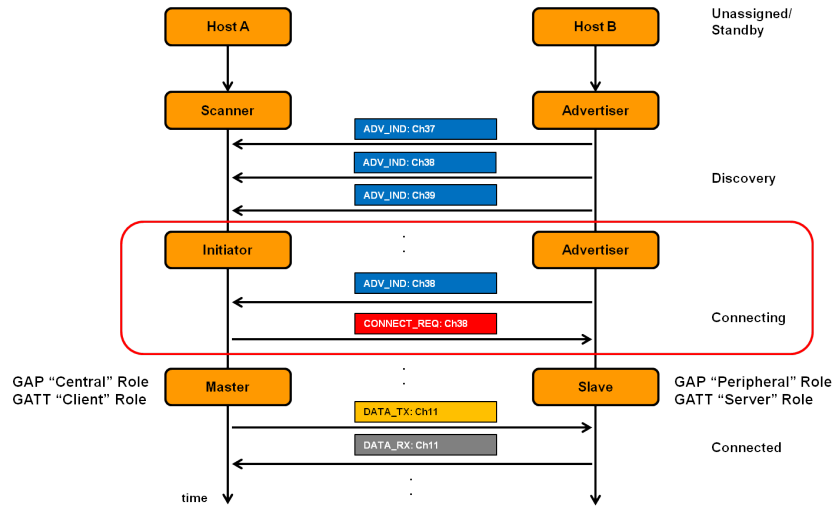 Host A
Host B
Unassigned/
Standby
Scanner
Advertiser
ADV_IND: Ch37
ADV_IND: Ch38
Discovery
ADV_IND: Ch39
Initiator
Advertiser
ADV_IND: Ch38
CONNECT_REQ: Ch38
Connecting
GAP “Central” Role
GATT “Client” Role
Master
Slave
GAP “Peripheral” Role
GATT “Server” Role
DATA_TX: Ch11
DATA_RX: Ch11
Connected
time